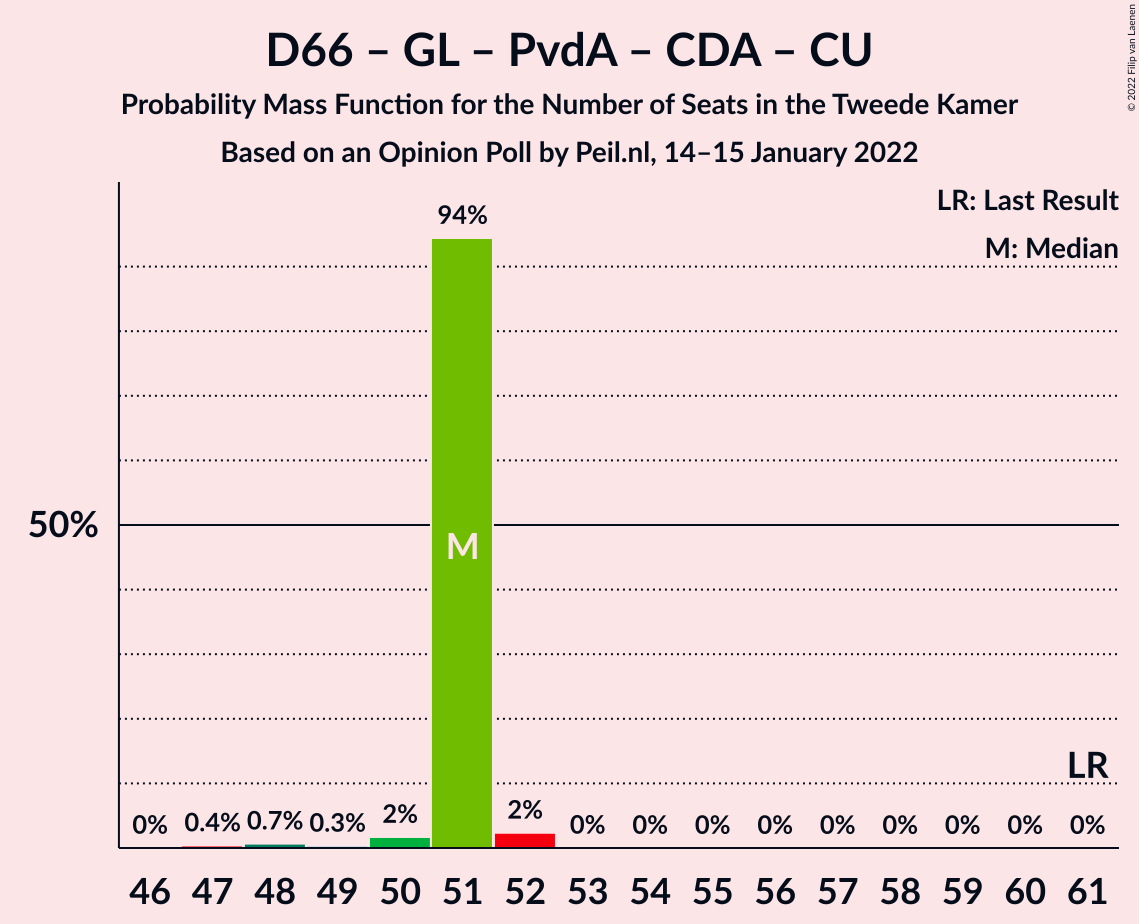 D66 – GL – PvdA – CDA – CU
Probability Mass Function for the Number of Seats in the Tweede Kamer
Based on an Opinion Poll by Peil.nl, 14–15 January 2022
© 2022 Filip van Laenen
LR: Last Result
M: Median
94%
50%
M
LR
0% 0.4% 0.7% 0.3% 2% 2% 0% 0% 0% 0% 0% 0% 0% 0% 0%
46 47 48 49 50 51 52 53 54 55 56 57 58 59 60 61